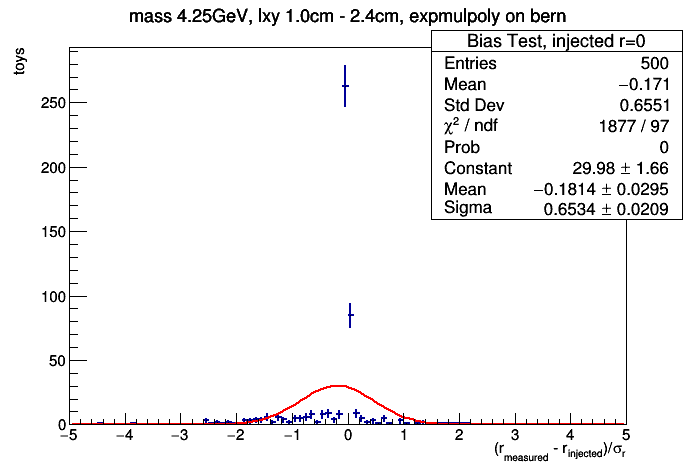 mass 4.25GeV, lxy 1.0cm - 2.4cm, expmulpoly on bern
Bias Test, injected r=0
Entries 500
Mean −0.171
Std Dev 0.6551
χ² / ndf 1877 / 97
Prob 0
Constant 29.98 ± 1.66
Mean −0.1814 ± 0.0295
Sigma 0.6534 ± 0.0209
toys
250
200
150
100
50
0
−5 −4 −3 −2 −1 0 1 2 3 4 5
(r_measured - r_injected)/σ_r